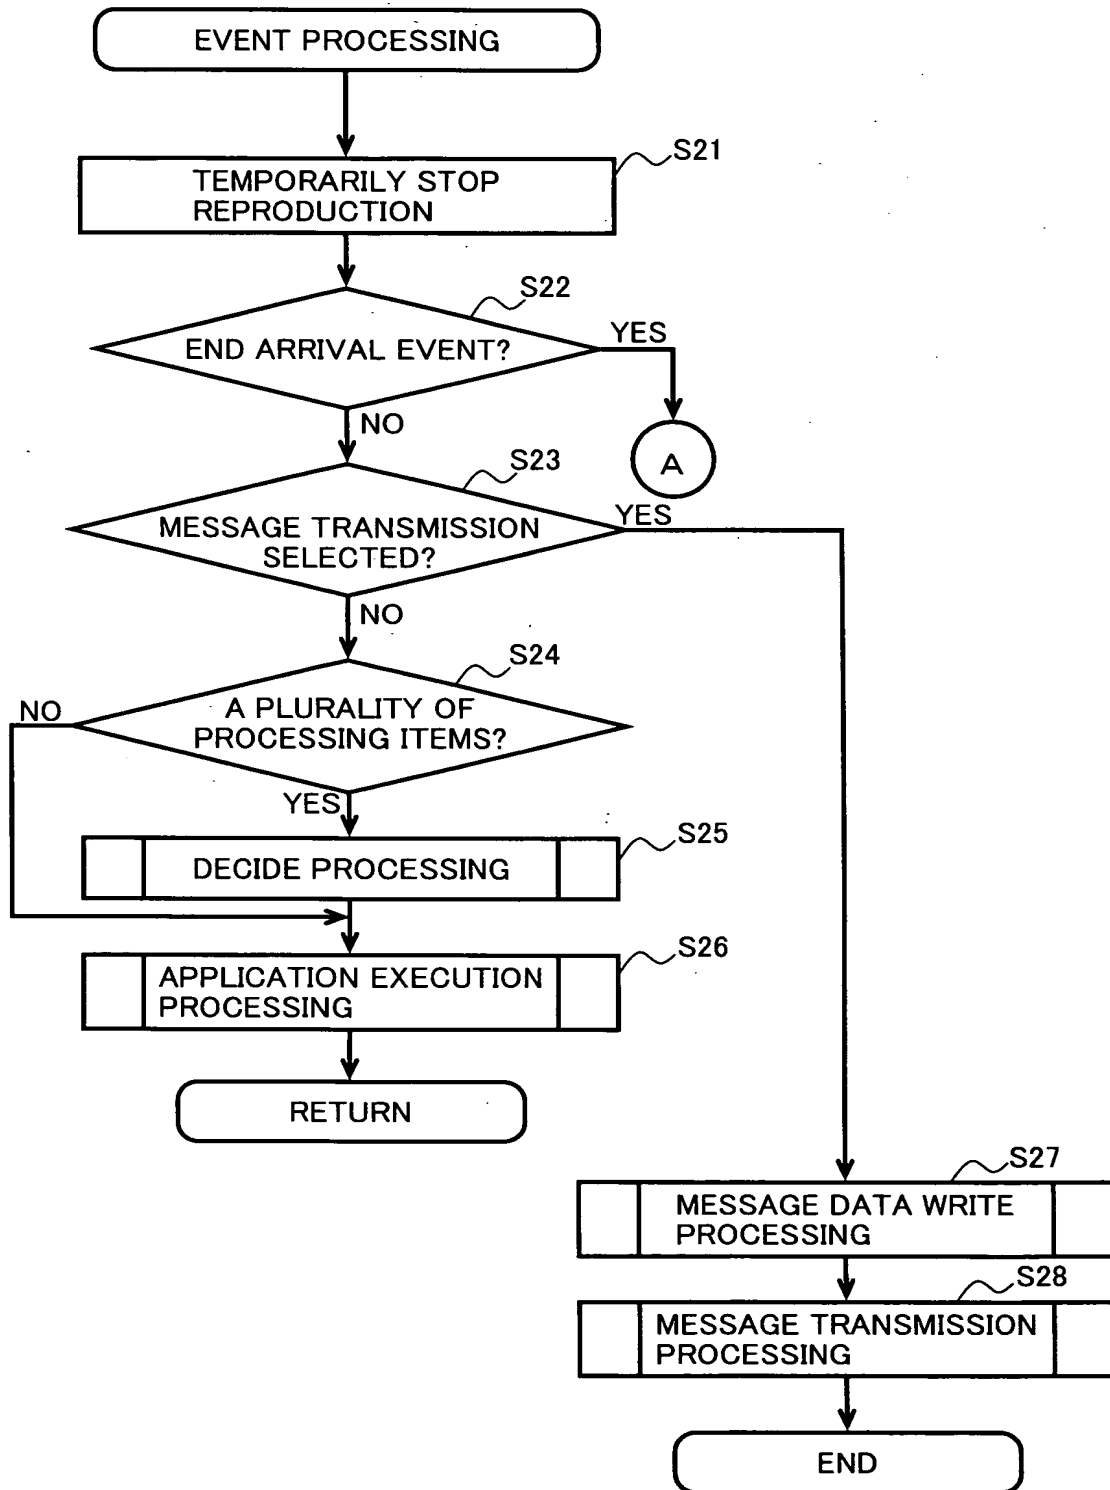 EVENT PROCESSING
S21
TEMPORARILY STOP
REPRODUCTION
S22
END ARRIVAL EVENT?
YES
NO
A
S23
MESSAGE TRANSMISSION
SELECTED?
YES
NO
S24
A PLURALITY OF
PROCESSING ITEMS?
NO
YES
S25
DECIDE PROCESSING
S26
APPLICATION EXECUTION
PROCESSING
RETURN
S27
MESSAGE DATA WRITE
PROCESSING
S28
MESSAGE TRANSMISSION
PROCESSING
END